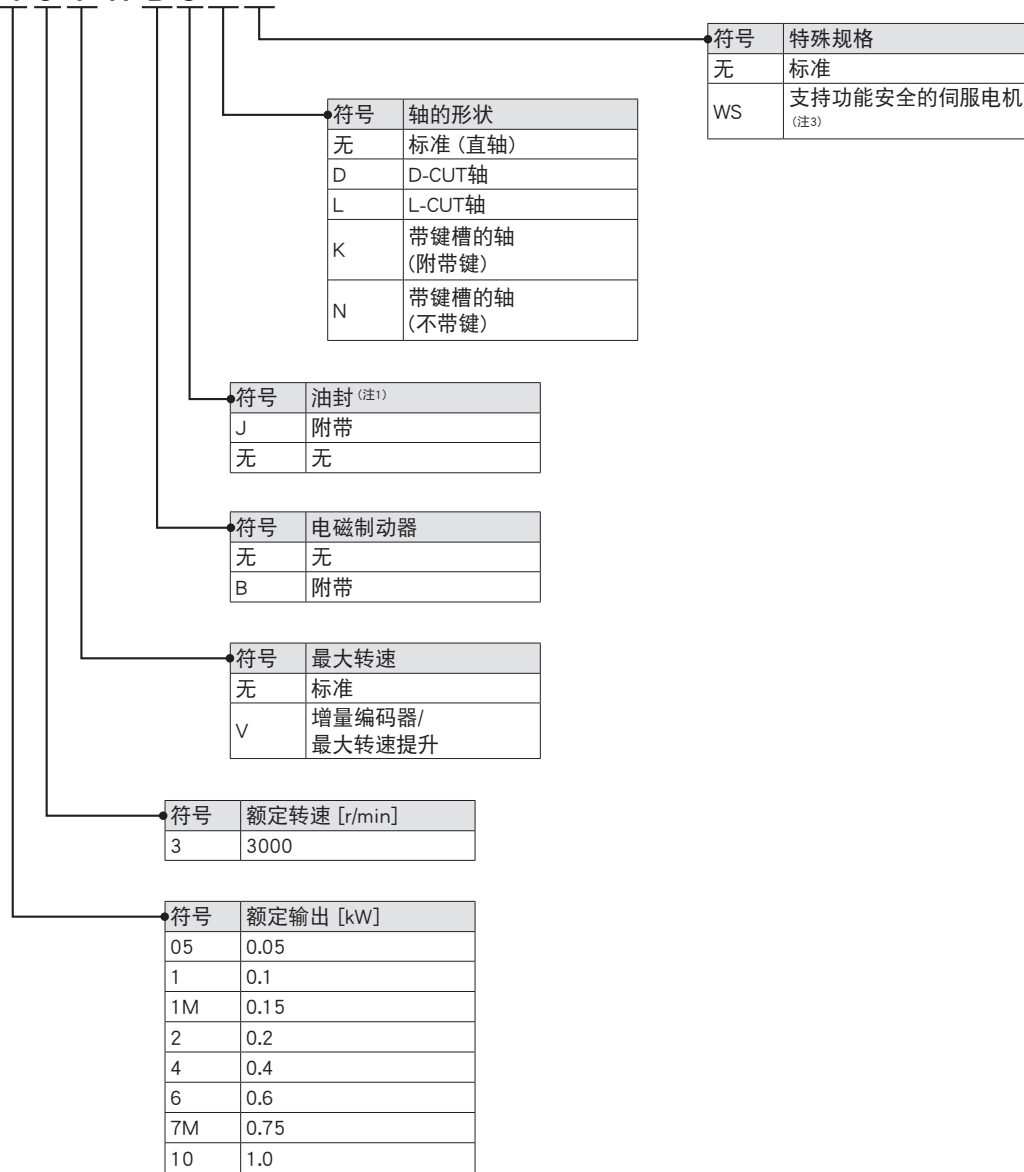 符号 特殊规格
无 标准
WS 支持功能安全的伺服电机
(注3)
符号 轴的形状
无 标准 (直轴)
D D-CUT轴
L L-CUT轴
K 带键槽的轴
(附带键)
N 带键槽的轴
(不带键)
符号 油封 (注1)
J 附带
无 无
符号 电磁制动器
无 无
B 附带
符号 最大转速
无 标准
V 增量编码器/
最大转速提升
符号 额定转速 [r/min]
3 3000
符号 额定输出 [kW]
05 0.05
1 0.1
1M 0.15
2 0.2
4 0.4
6 0.6
7M 0.75
10 1.0